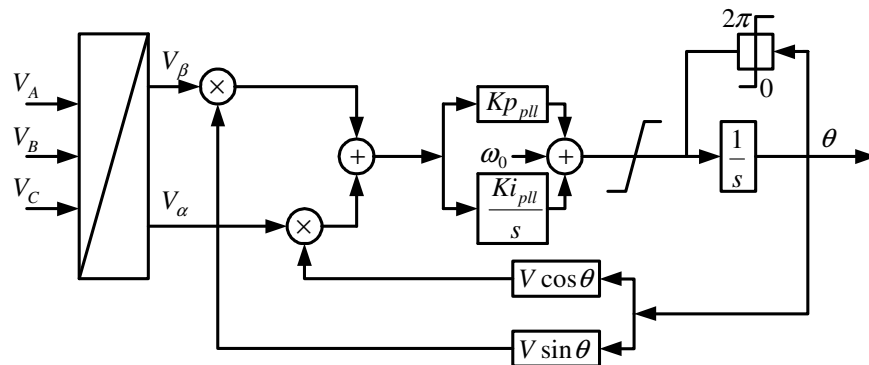 2π
0
V_A
V_B
V_C
V_β
×
Kp_pll
+
ω_0
+
Ki_pll
s
1
s
θ
V_α
×
V cosθ
V sinθ